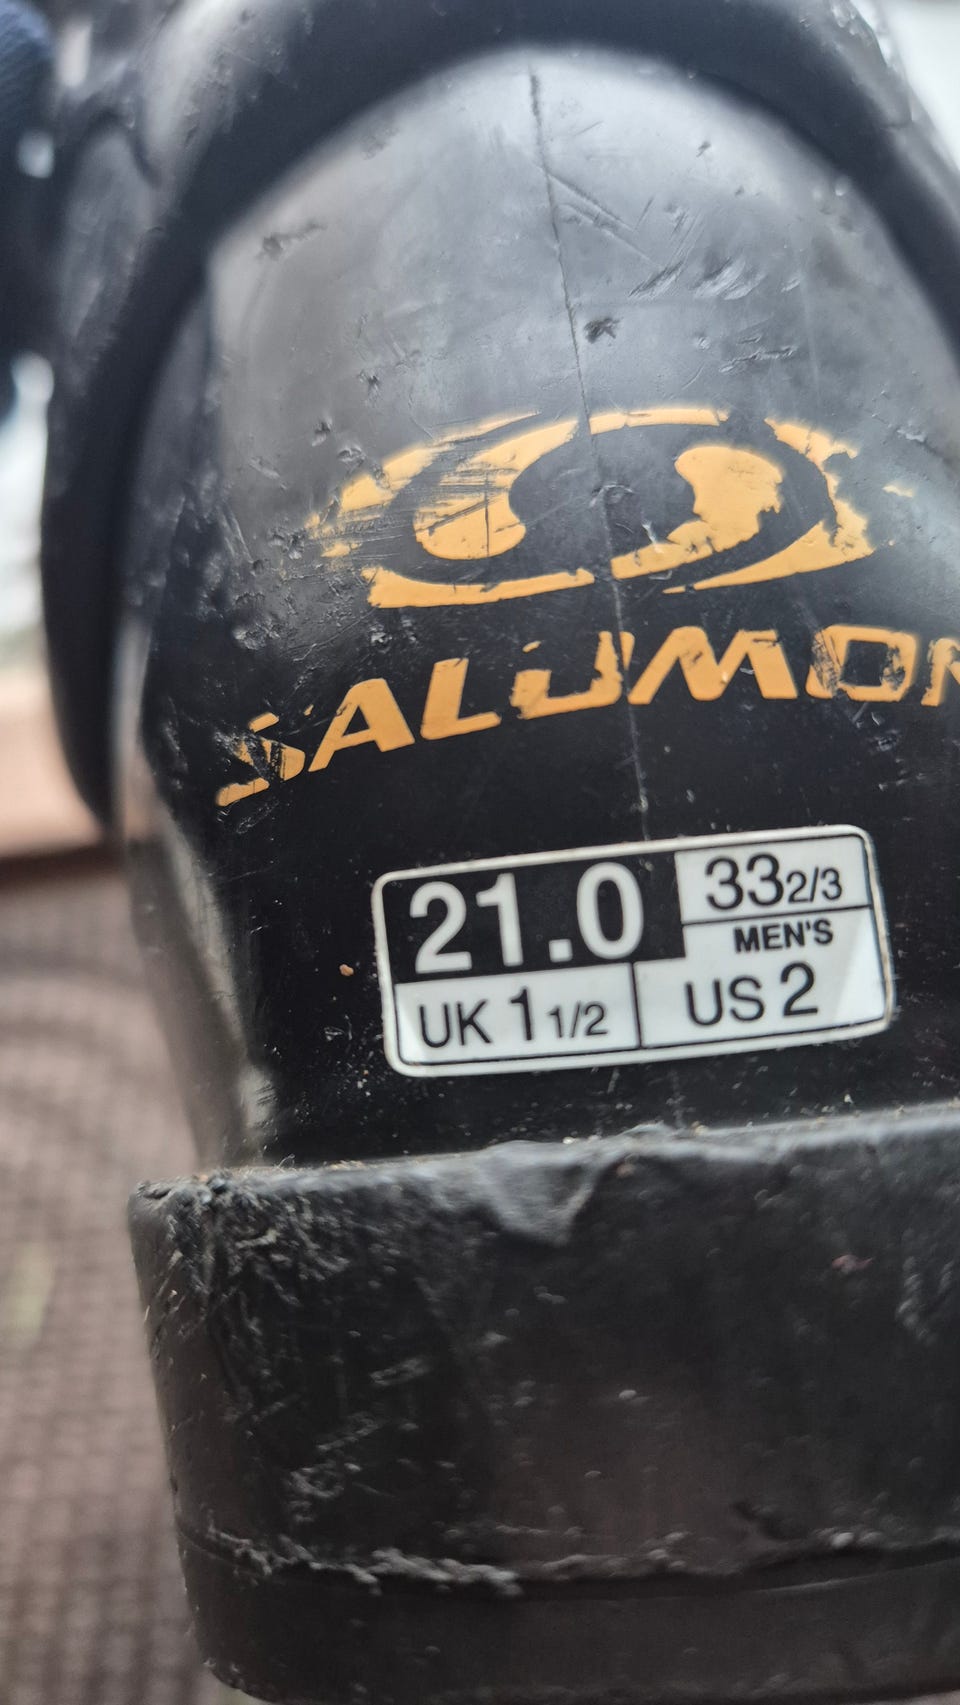 SALOMON
21.0
33 2/3
MEN'S
UK 1 1/2
US 2